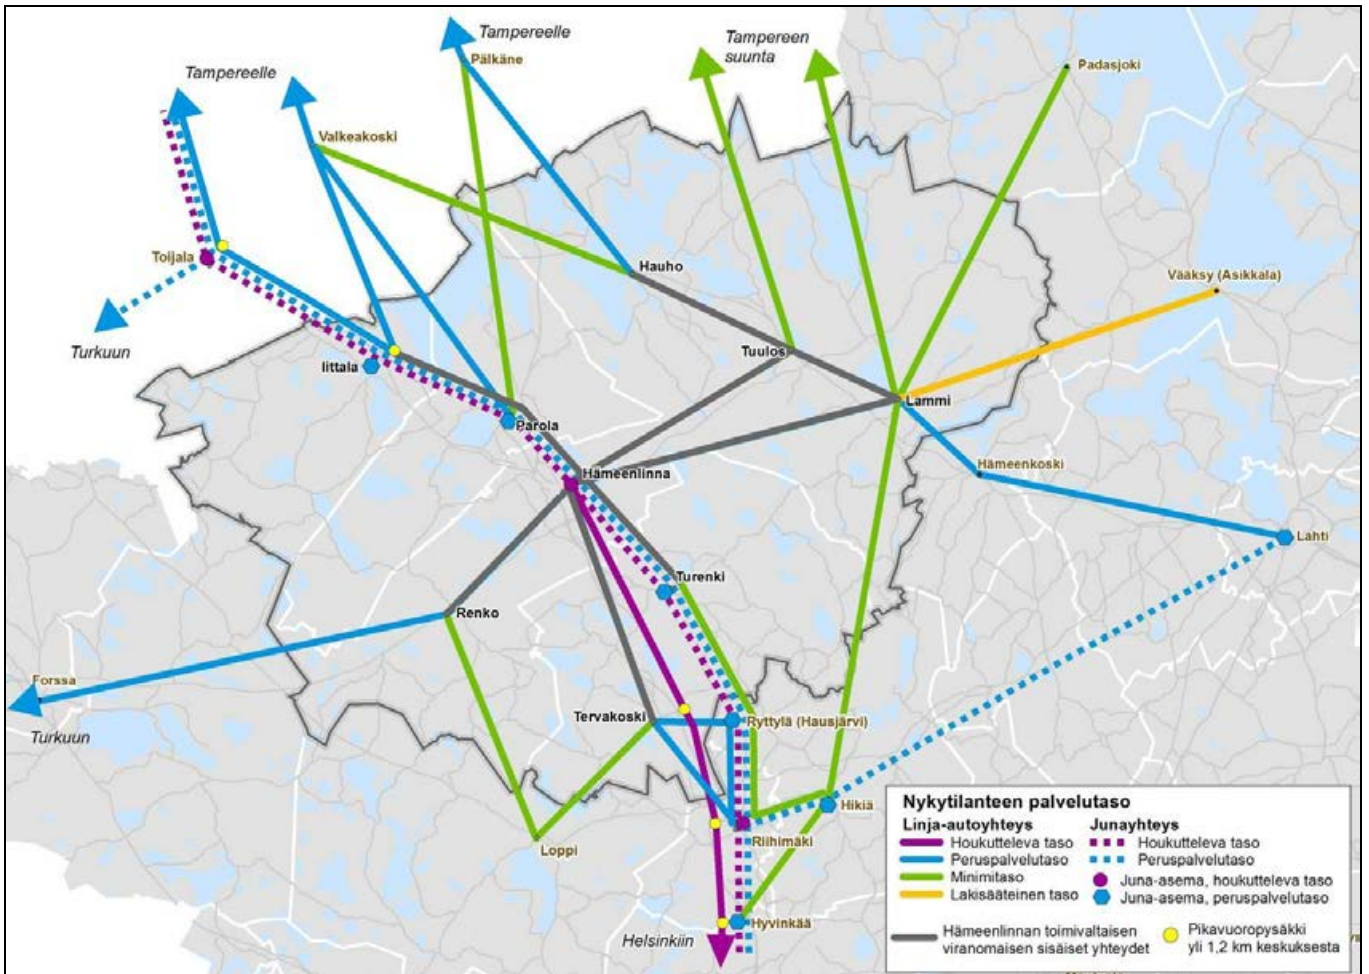 Tampereelle
Pälkäne
Tampereen
suunta
Padasjoki
Tampereelle
Valkeakoski
Toijala
Hauho
Vääksy (Asikkala)
Turkuun
Iittala
Tuulos
Lammi
Parola
Hämeenlinna
Hämeenkoski
Lahti
Turenki
Renko
Forssa
Turkuun
Tervakoski
Ryttylä (Hausjärvi)
Hikiä
Riihimäki
Loppi
Hyvinkää
Helsinkiin
Nykytilanteen palvelutaso
Linja-autoyhteys
Houkutteleva taso
Peruspalvelutaso
Minimitaso
Lakisääteinen taso
Junayhteys
Houkutteleva taso
Peruspalvelutaso
Juna-asema, houkutteleva taso
Juna-asema, peruspalvelutaso
Hämeenlinnan toimivaltaisen
viranomaisen sisäiset yhteydet
Pikavuoropysäkki
yli 1,2 km keskuksesta